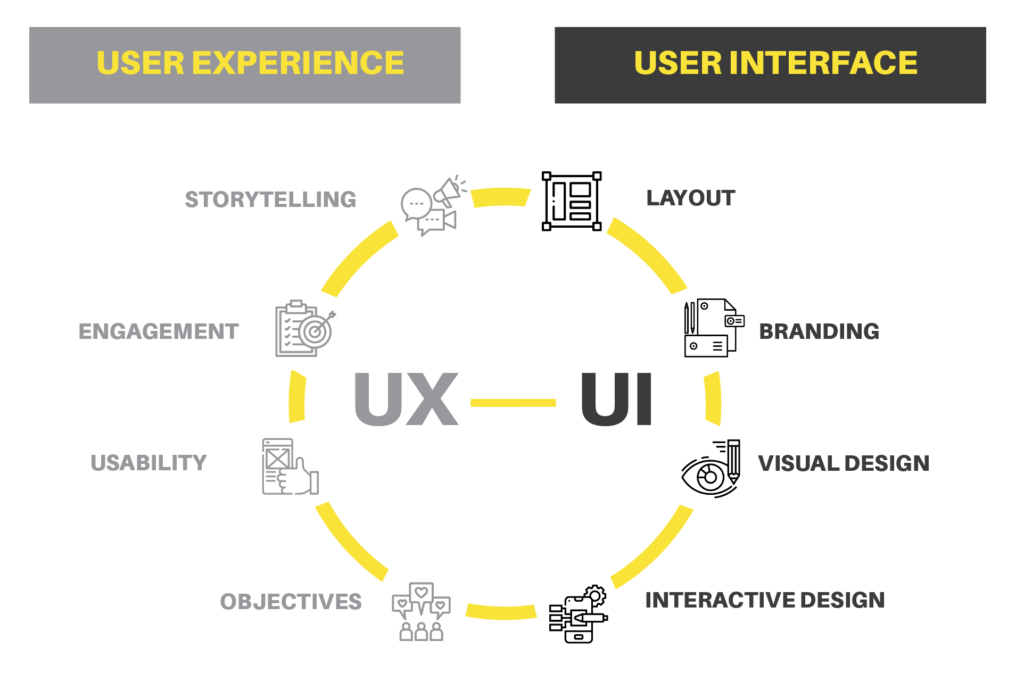 USER EXPERIENCE
USER INTERFACE
STORYTELLING
LAYOUT
ENGAGEMENT
BRANDING
UX
UI
USABILITY
VISUAL DESIGN
OBJECTIVES
INTERACTIVE DESIGN